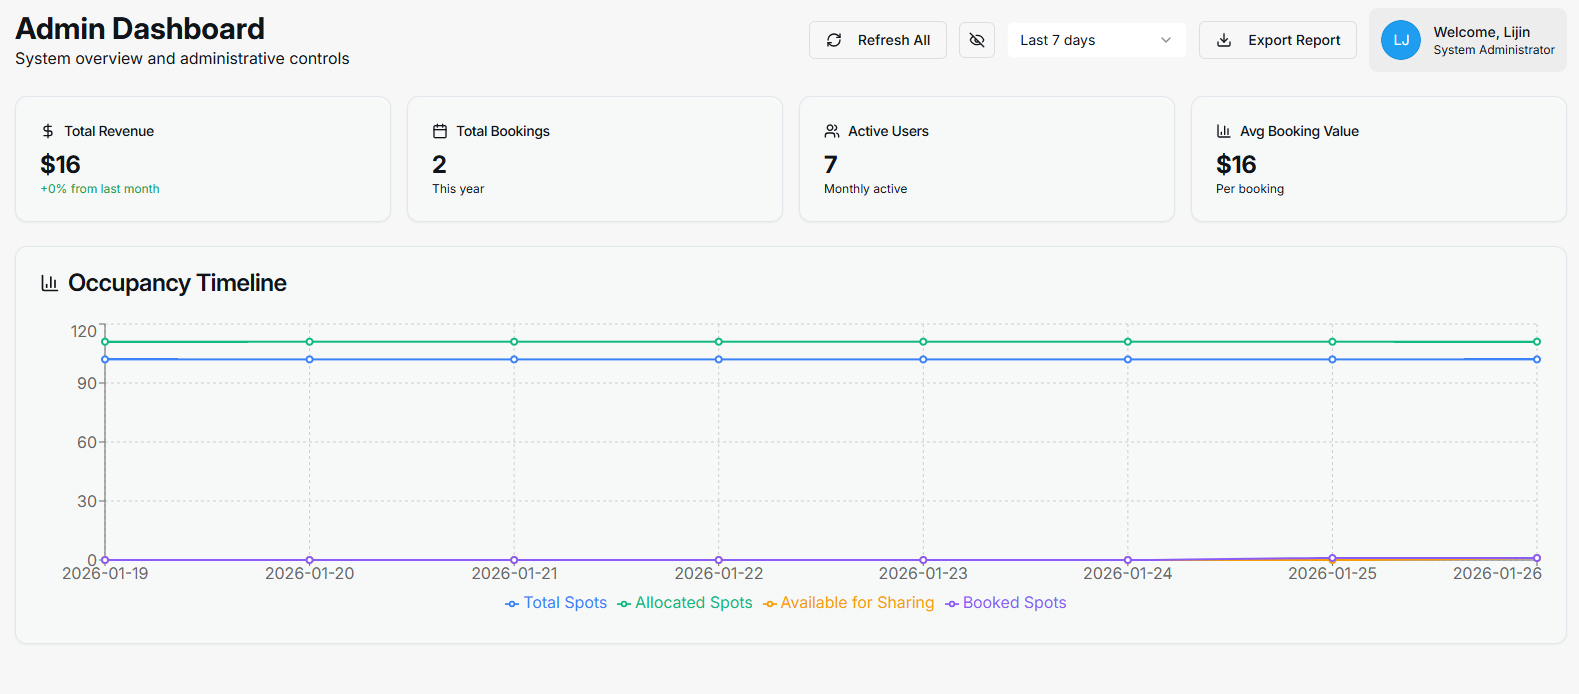 Admin Dashboard
System overview and administrative controls
Refresh All
Last 7 days
Export Report
LJ
Welcome, Lijin
System Administrator
Total Revenue
$16
+0% from last month
Total Bookings
2
This year
Active Users
7
Monthly active
Avg Booking Value
$16
Per booking
Occupancy Timeline
120
90
60
30
0
2026-01-19 2026-01-20 2026-01-21 2026-01-22 2026-01-23 2026-01-24 2026-01-25 2026-01-26
Total Spots Allocated Spots Available for Sharing Booked Spots